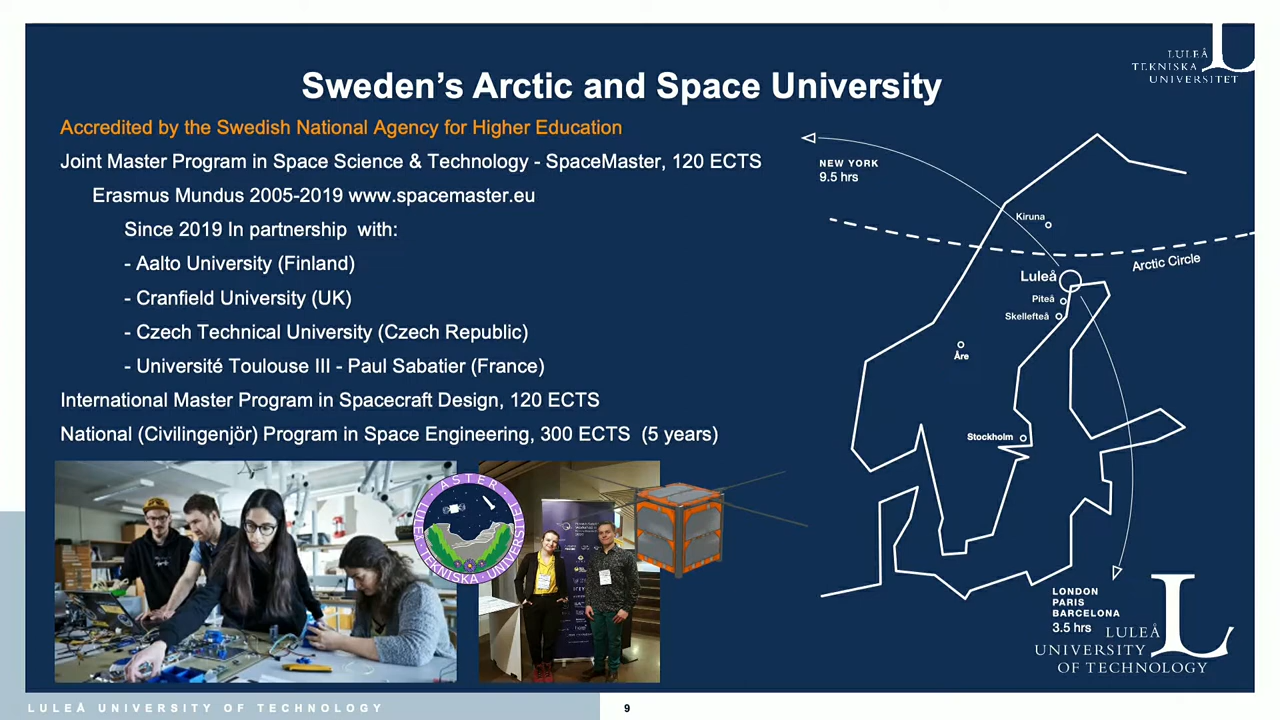 LULEÅ
TEKNISKA
UNIVERSITET
Sweden's Arctic and Space University
Accredited by the Swedish National Agency for Higher Education
Joint Master Program in Space Science & Technology - SpaceMaster, 120 ECTS
Erasmus Mundus 2005-2019 www.spacemaster.eu
Since 2019 In partnership with:
- Aalto University (Finland)
- Cranfield University (UK)
- Czech Technical University (Czech Republic)
- Université Toulouse III - Paul Sabatier (France)
International Master Program in Spacecraft Design, 120 ECTS
National (Civilingenjör) Program in Space Engineering, 300 ECTS (5 years)
NEW YORK
9.5 hrs
Kiruna
Arctic Circle
Luleå
Piteå
Skellefteå
Åre
Stockholm
LONDON
PARIS
BARCELONA
3.5 hrs
ASTER
LULEÅ TEKNISKA UNIVERSITET
LULEÅ
UNIVERSITY
OF TECHNOLOGY
LULEÅ UNIVERSITY OF TECHNOLOGY
9